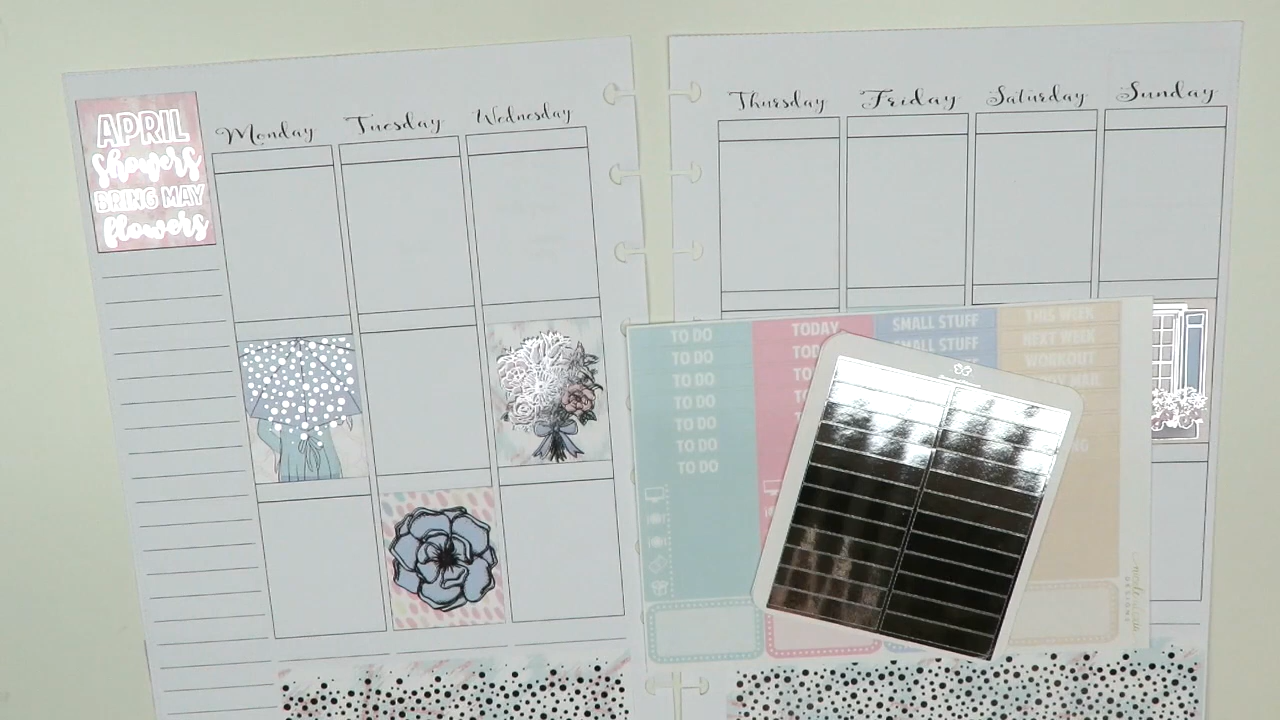 APRIL
showers
BRING MAY
flowers
Monday
Tuesday
Wednesday
Thursday
Friday
Saturday
Sunday
TO DO
TO DO
TO DO
TO DO
TO DO
TO DO
TO DO
TODAY
SMALL STUFF
SMALL STUFF
THIS WEEK
NEXT WEEK
WORKOUT